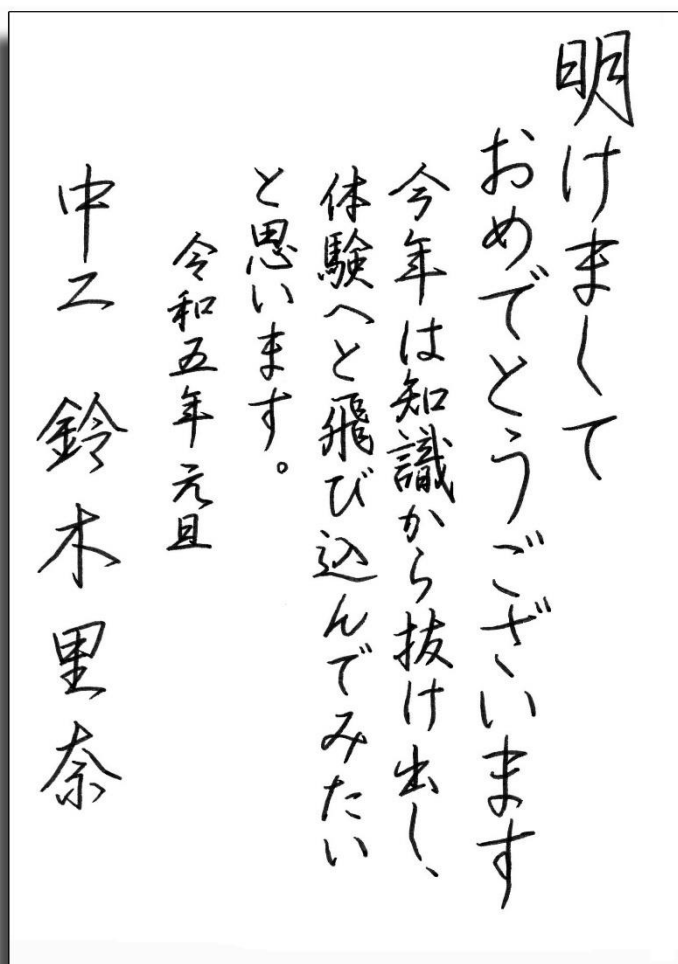 明けまして
おめでとうございます
今年は知識から抜け出し、
体験へと飛び込んでみたい
と思います。
令和五年元旦
中二 鈴木里奈